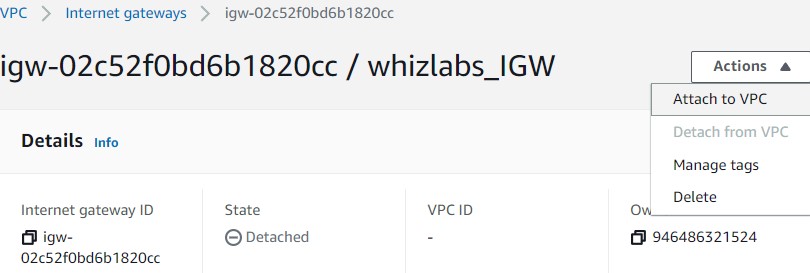 VPC > Internet gateways > igw-02c52f0bd6b1820cc
igw-02c52f0bd6b1820cc / whizlabs_IGW
Actions
Attach to VPC
Detach from VPC
Manage tags
Delete
Details Info
Internet gateway ID
igw-
02c52f0bd6b1820cc
State
Detached
VPC ID
-
Ow
946486321524